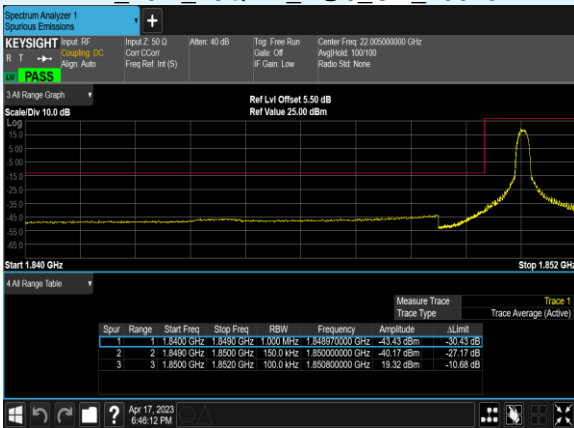 Spectrum Analyzer 1
Spurious Emissions
KEYSIGHT Input: RF Input Z: 50 Ω Atten: 40 dB Trig: Free Run Center Freq: 22.005000000 GHz
R T Coupling: DC Corr CCorr Gate: Off Avg|Hold: 100/100
Align: Auto Freq Ref: Int (S) IF Gain: Low Radio Std: None
PASS
3 All Range Graph
Ref Lvl Offset 5.50 dB
Scale/Div 10.0 dB Ref Value 25.00 dBm
Log
15.0
5.00
-5.00
-15.0
-25.0
-35.0
-45.0
-55.0
-65.0
Start 1.840 GHz Stop 1.852 GHz
4 All Range Table
Measure Trace Trace 1
Trace Type Trace Average (Active)
Spur Range Start Freq Stop Freq RBW Frequency Amplitude ΔLimit
1 1 1.8400 GHz 1.8490 GHz 1.000 MHz 1.848970000 GHz -43.43 dBm -30.43 dB
2 2 1.8490 GHz 1.8500 GHz 150.0 kHz 1.850000000 GHz -40.17 dBm -27.17 dB
3 3 1.8500 GHz 1.8520 GHz 100.0 kHz 1.850800000 GHz 19.32 dBm -10.68 dB
? Apr 17, 2023
6:46:12 PM